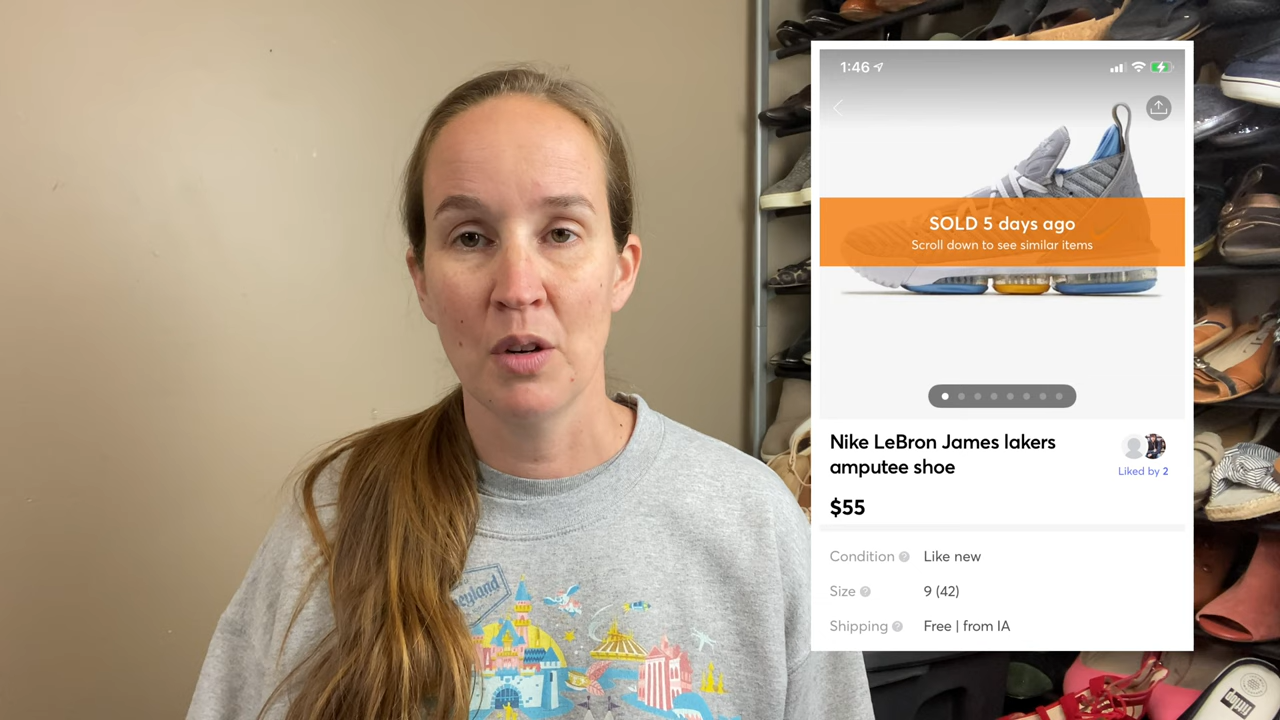 1:46
SOLD 5 days ago
Scroll down to see similar items
Nike LeBron James lakers
amputee shoe
Liked by 2
$55
Condition Like new
Size 9 (42)
Shipping Free | from IA
fitflop